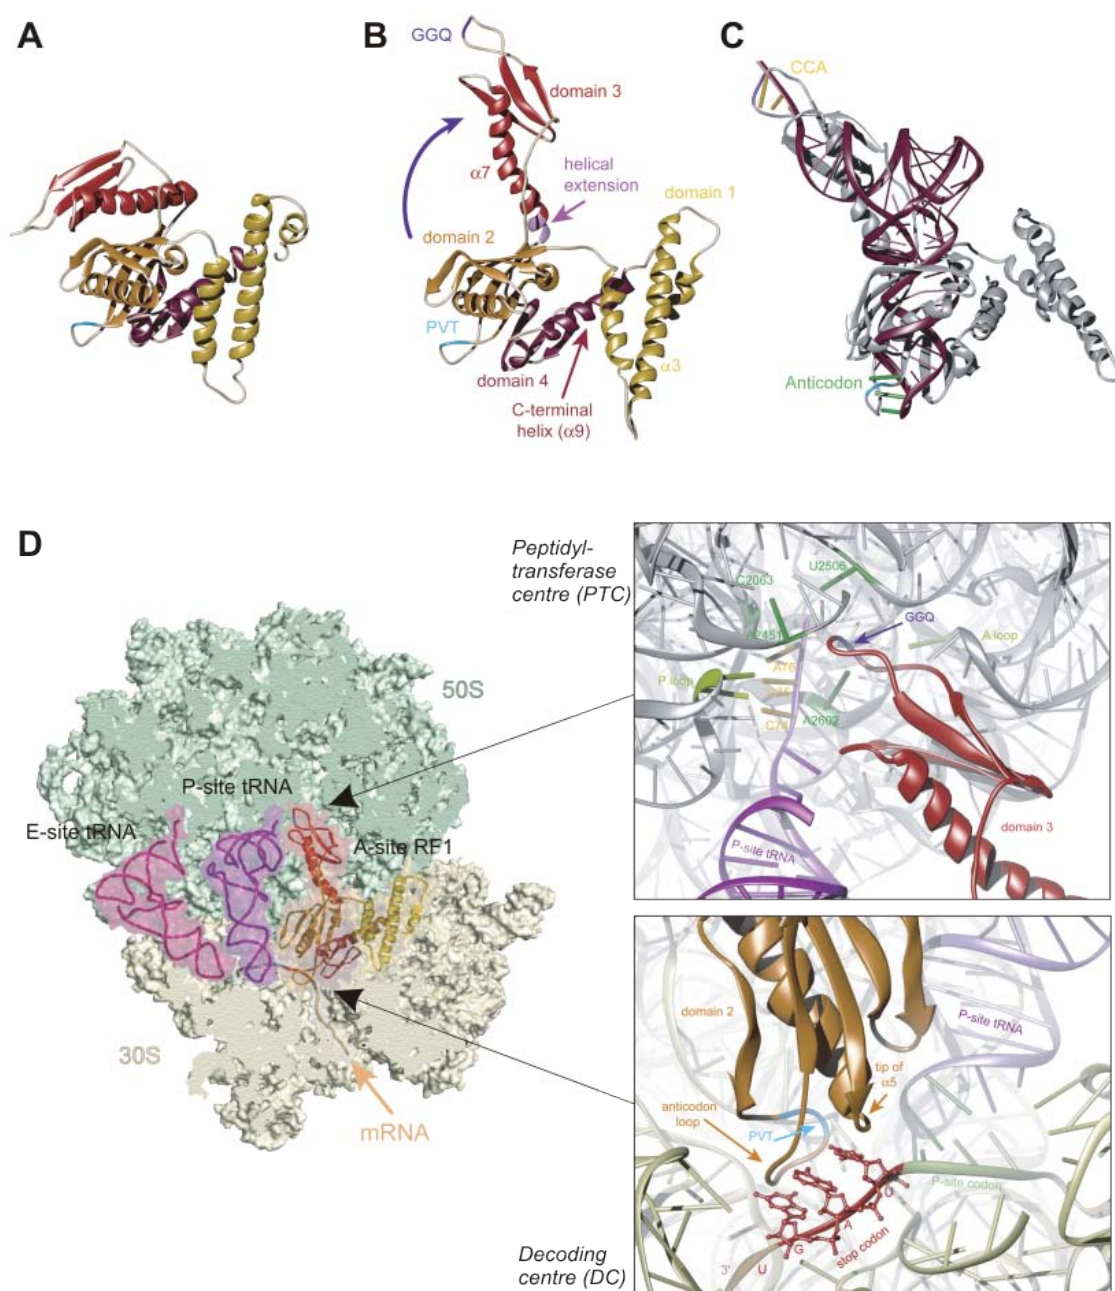 A
B
C
GGQ
CCA
domain 3
α7
helical
extension
domain 1
domain 2
PVT
α3
domain 4
C-terminal
helix (α9)
Anticodon
D
Peptidyl-
transferase
centre (PTC)
50S
P-site tRNA
E-site tRNA
A-site RF1
30S
mRNA
Decoding
centre (DC)
U2506
C2063
GGQ
A2451
A loop
A76
P loop
C74
A2602
domain 3
P-site tRNA
domain 2
P-site tRNA
tip of
α5
anticodon
loop
PVT
P-site codon
U
A
G
stop codon
3'
U